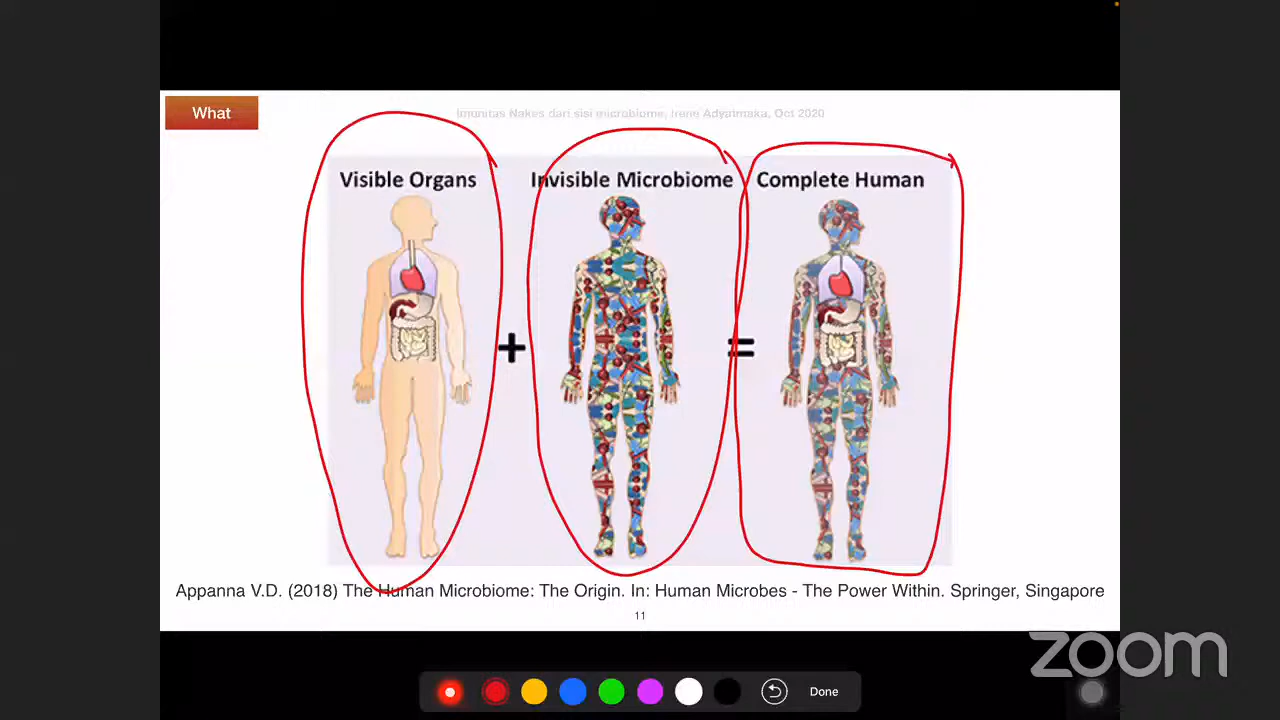 What
Imunitas Nakes dari sisi microbiome, Irene Adyatmaka, Oct 2020
Visible Organs
Invisible Microbiome
Complete Human
+
=
Appanna V.D. (2018) The Human Microbiome: The Origin. In: Human Microbes - The Power Within. Springer, Singapore
11
zoom
Done